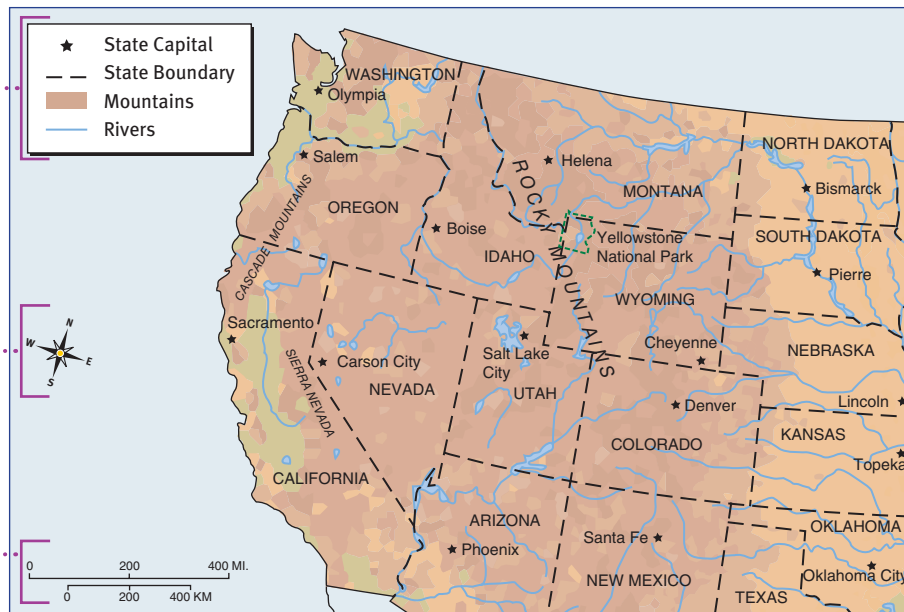 State Capital
State Boundary
Mountains
Rivers
WASHINGTON
Olympia
Salem
OREGON
CASCADE MOUNTAINS
Boise
IDAHO
ROCKY MOUNTAINS
Helena
MONTANA
Yellowstone
National Park
WYOMING
Cheyenne
NORTH DAKOTA
Bismarck
SOUTH DAKOTA
Pierre
NEBRASKA
Lincoln
KANSAS
Topeka
Sacramento
SIERRA NEVADA
CALIFORNIA
Carson City
NEVADA
Salt Lake
City
UTAH
Denver
COLORADO
ARIZONA
Phoenix
Santa Fe
NEW MEXICO
OKLAHOMA
Oklahoma City
TEXAS
N
W
E
S
0 200 400 MI.
0 200 400 KM